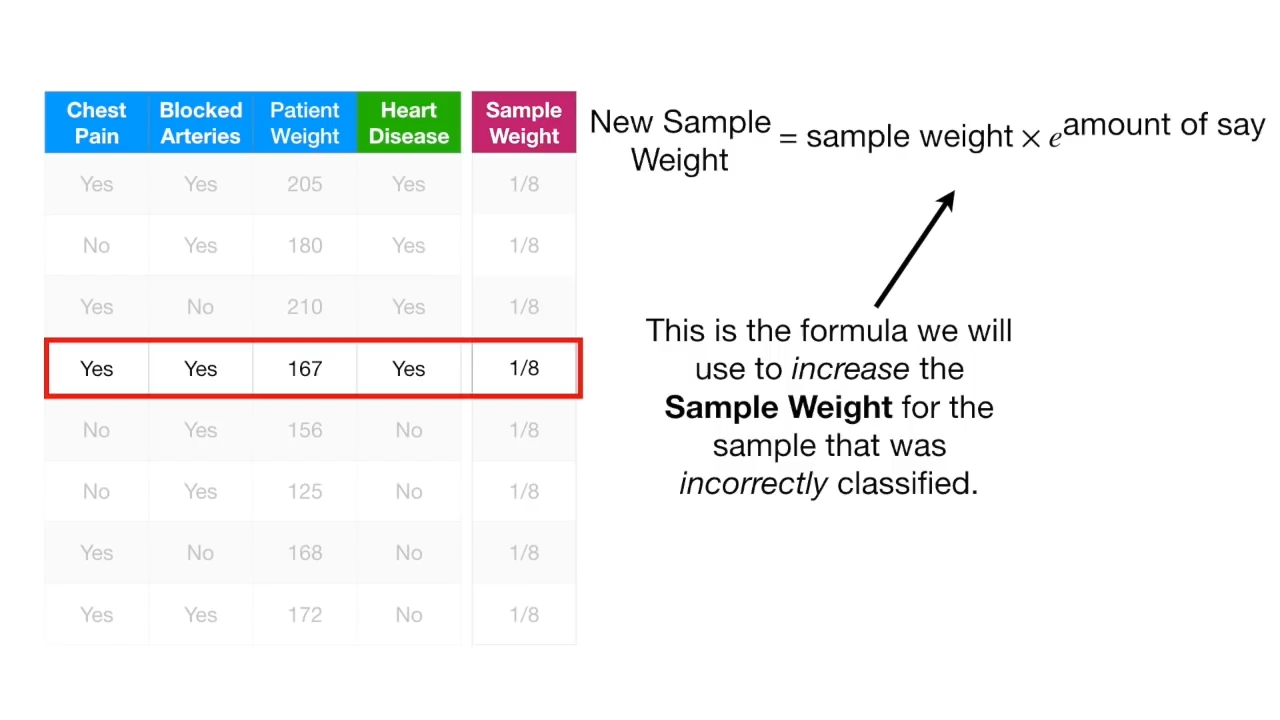 Chest Pain Blocked Arteries Patient Weight Heart Disease Sample Weight
Yes Yes 205 Yes 1/8
No Yes 180 Yes 1/8
Yes No 210 Yes 1/8
Yes Yes 167 Yes 1/8
No Yes 156 No 1/8
No Yes 125 No 1/8
Yes No 168 No 1/8
Yes Yes 172 No 1/8
New Sample Weight = sample weight × e^amount of say
This is the formula we will
use to increase the
Sample Weight for the
sample that was
incorrectly classified.